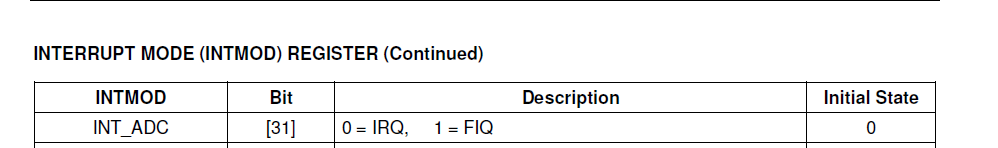 INTERRUPT MODE (INTMOD) REGISTER (Continued)
INTMOD Bit Description Initial State
INT_ADC [31] 0 = IRQ, 1 = FIQ 0